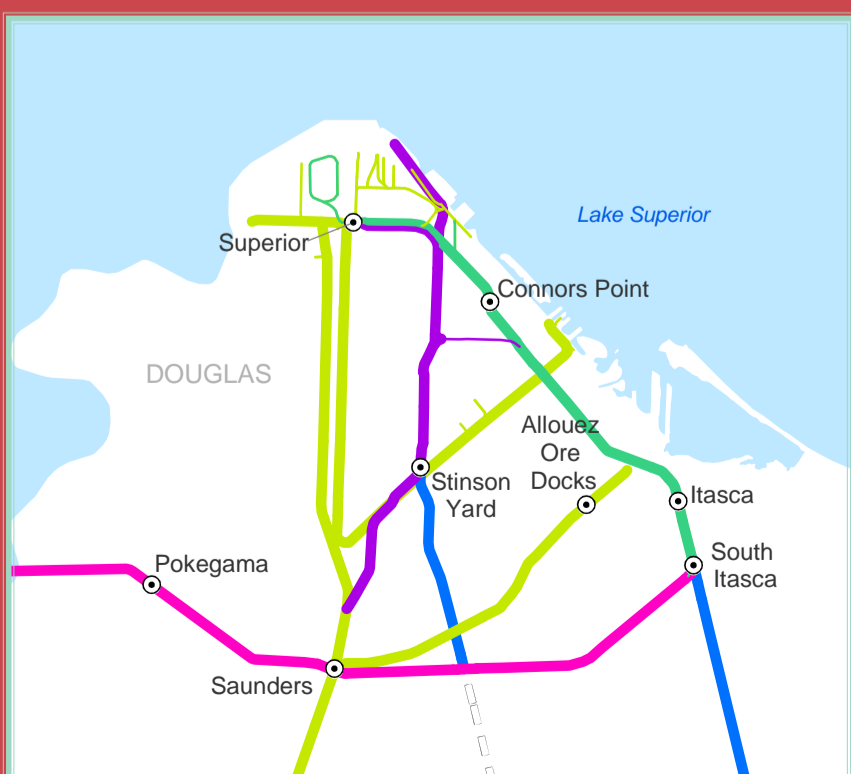 Lake Superior
Superior
Connors Point
DOUGLAS
Allouez
Ore
Docks
Stinson
Yard
Itasca
South
Itasca
Pokegama
Saunders